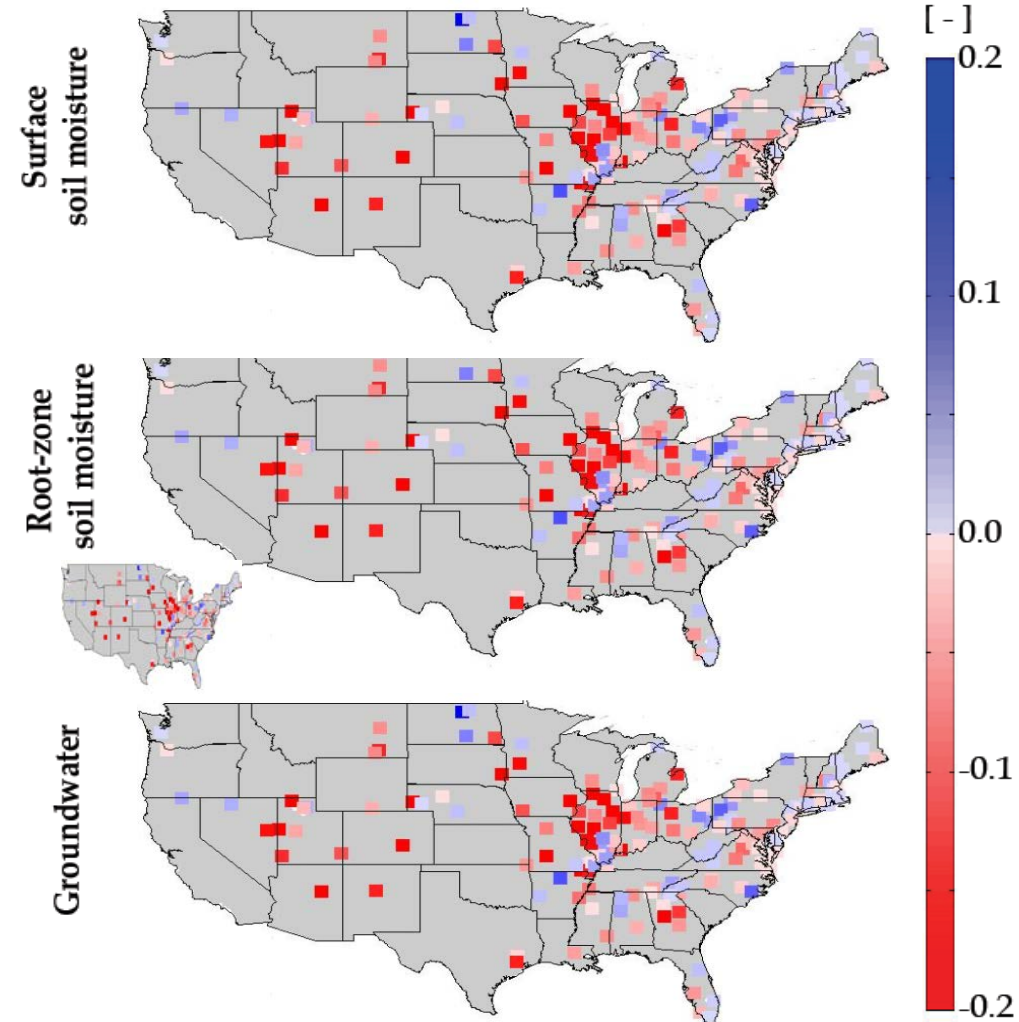 [ - ]
0.2
Surface
soil moisture
0.1
Root-zone
soil moisture
0.0
-0.1
Groundwater
-0.2